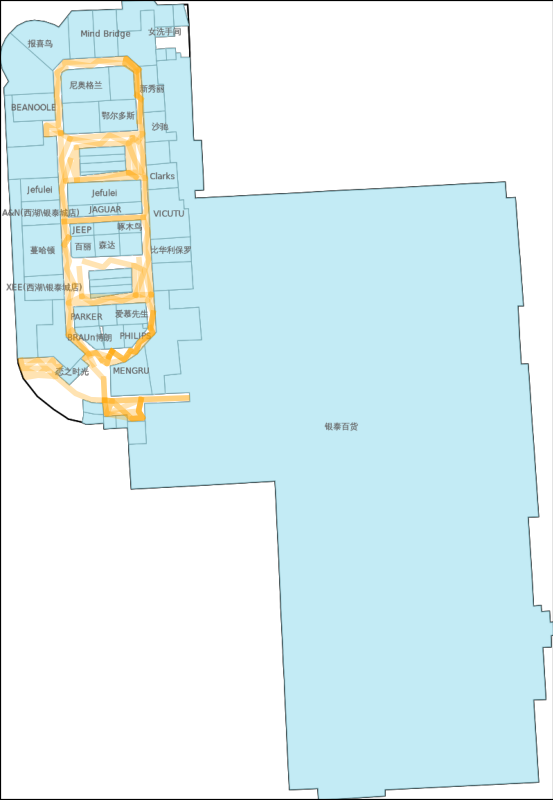 女洗手间
Mind Bridge
报喜鸟
尼奥格兰
新秀丽
BEANOOLE
鄂尔多斯
沙驰
Clarks
Jefulei
Jefulei
A&N(西湖\银泰城店)
JAGUAR
VICUTU
JEEP
啄木鸟
百丽
森达
蔓哈顿
比华利保罗
XEE(西湖\银泰城店)
PARKER
爱慕先生
BRAUn博朗
PHILIPS
恋之时光
MENGRU
银泰百货